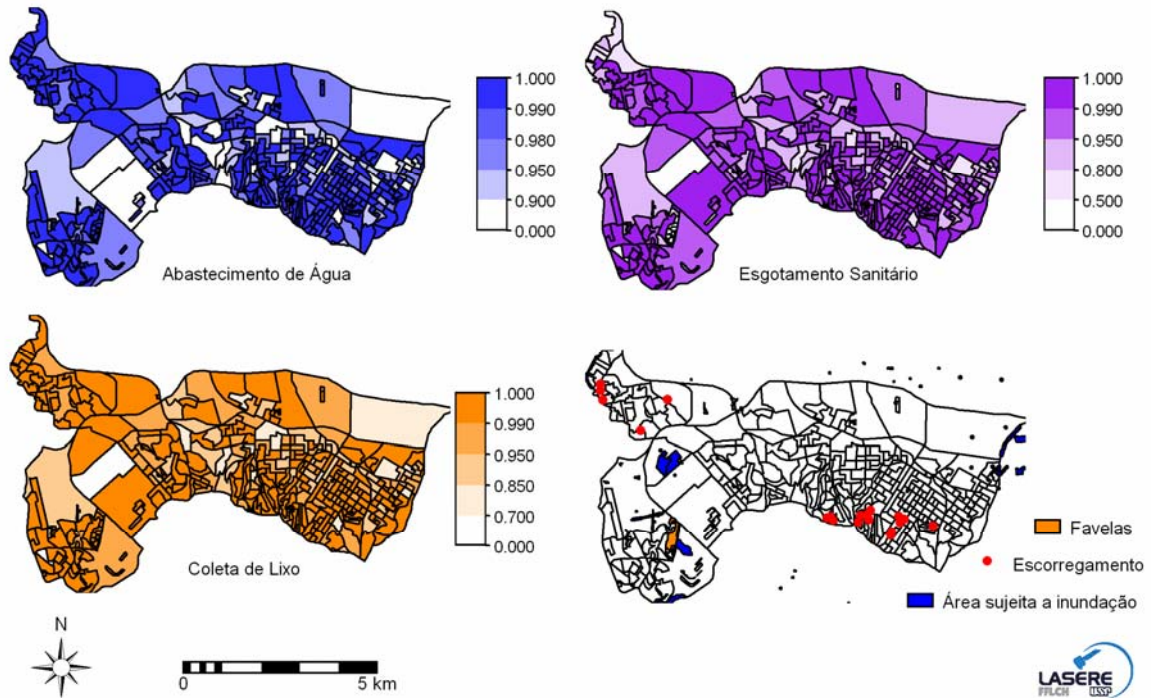 1.000
0.990
0.980
0.950
0.900
0.000
Abastecimento de Água
1.000
0.990
0.950
0.800
0.500
0.000
Esgotamento Sanitário
1.000
0.990
0.950
0.850
0.700
0.000
Coleta de Lixo
Favelas
Escorregamento
Área sujeita a inundação
N
0 5 km
LASERE
FFLCH USP